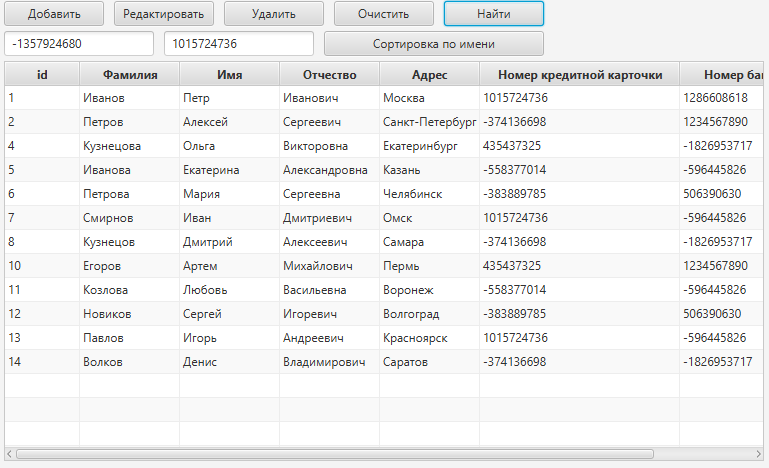 Добавить Редактировать Удалить Очистить Найти
-1357924680 1015724736 Сортировка по имени
id Фамилия Имя Отчество Адрес Номер кредитной карточки Номер
1 Иванов Петр Иванович Москва 1015724736 1286608618
2 Петров Алексей Сергеевич Санкт-Петербург -374136698 1234567890
4 Кузнецова Ольга Викторовна Екатеринбург 435437325 -1826953717
5 Иванова Екатерина Александровна Казань -558377014 -596445826
6 Петрова Мария Сергеевна Челябинск -383889785 506390630
7 Смирнов Иван Дмитриевич Омск 1015724736 -596445826
8 Кузнецов Дмитрий Алексеевич Самара -374136698 -1826953717
10 Егоров Артем Михайлович Пермь 435437325 1234567890
11 Козлова Любовь Васильевна Воронеж -558377014 -596445826
12 Новиков Сергей Игоревич Волгоград -383889785 506390630
13 Павлов Игорь Андреевич Красноярск 1015724736 -596445826
14 Волков Денис Владимирович Саратов -374136698 -1826953717